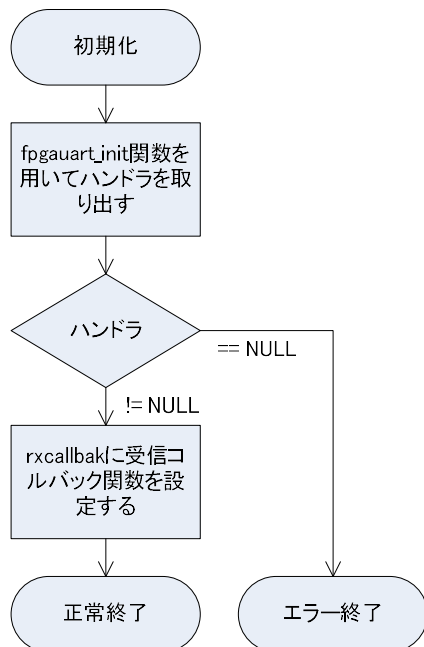 初期化
fpgauart_init関数を
用いてハンドラを取
り出す
ハンドラ
== NULL
!= NULL
rxcallbakに受信コ
ルバック関数を設
定する
正常終了
エラー終了